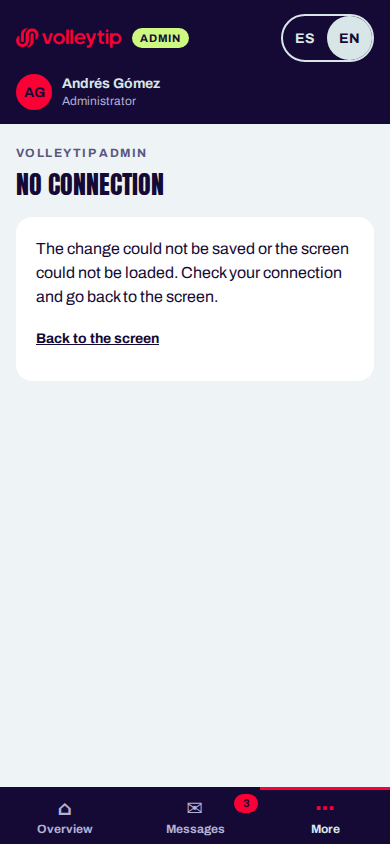 volleytip ADMIN ES EN
AG Andrés Gómez
Administrator
VOLLEYTIP ADMIN
NO CONNECTION
The change could not be saved or the screen
could not be loaded. Check your connection
and go back to the screen.
Back to the screen
3
Overview Messages More